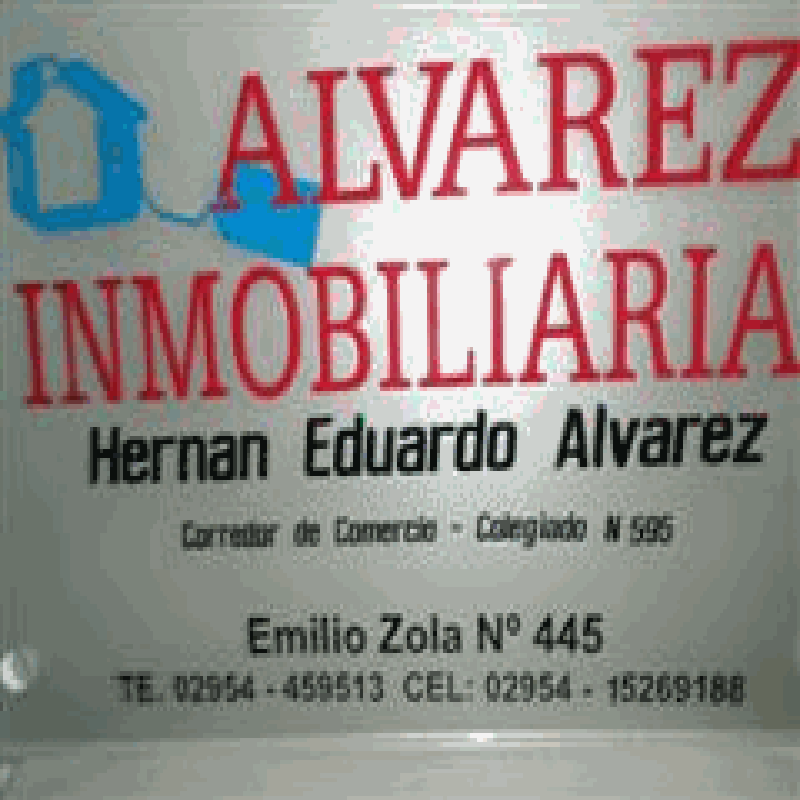 ALVAREZ
INMOBILIARIA
Hernan Eduardo Alvarez
Corredor de Comercio - Colegiado N 595
Emilio Zola Nº 445
TE. 02954 - 459513 CEL: 02954 - 15269188